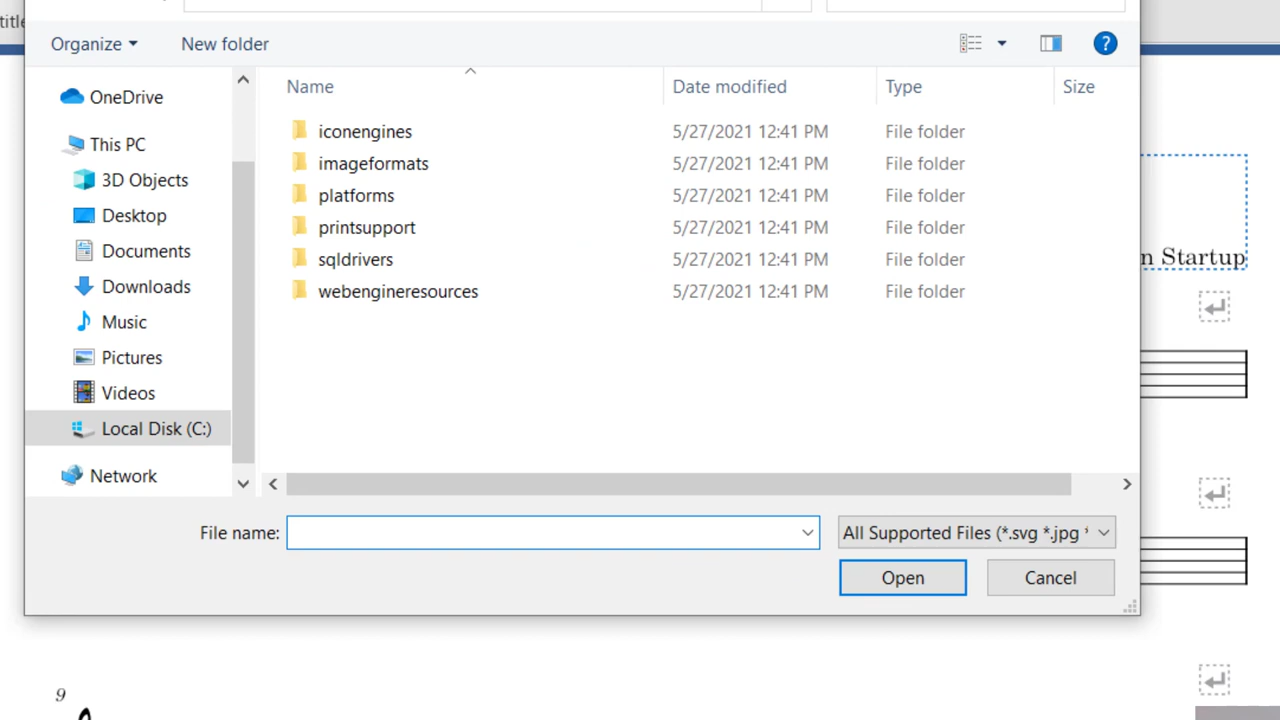 title
Organize New folder ?
Name Date modified Type Size
OneDrive
This PC
3D Objects
Desktop
Documents
Downloads
Music
Pictures
Videos
Local Disk (C:)
Network
iconengines 5/27/2021 12:41 PM File folder
imageformats 5/27/2021 12:41 PM File folder
platforms 5/27/2021 12:41 PM File folder
printsupport 5/27/2021 12:41 PM File folder
sqldrivers 5/27/2021 12:41 PM File folder
webengineresources 5/27/2021 12:41 PM File folder
n Startup
File name: All Supported Files (*.svg *.jpg *
Open Cancel
9